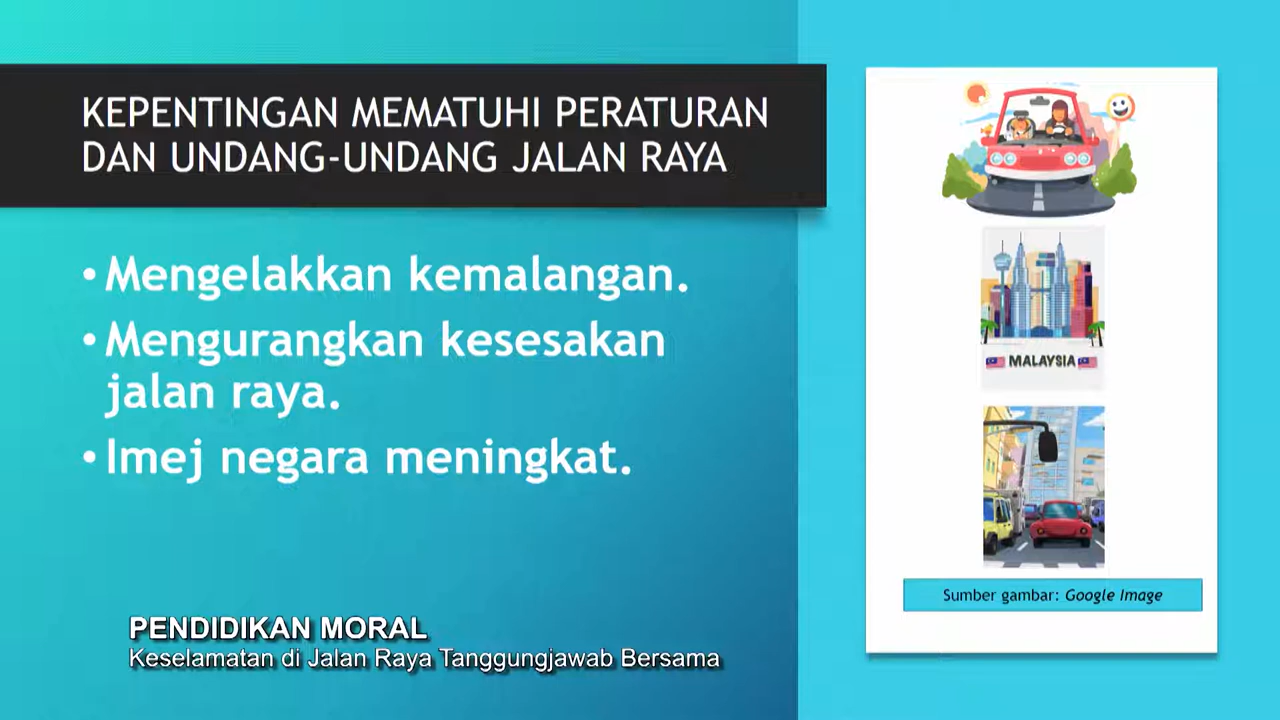 KEPENTINGAN MEMATUHI PERATURAN
DAN UNDANG-UNDANG JALAN RAYA
• Mengelakkan kemalangan.
• Mengurangkan kesesakan
jalan raya.
• Imej negara meningkat.
MALAYSIA
Sumber gambar: Google Image
PENDIDIKAN MORAL
Keselamatan di Jalan Raya Tanggungjawab Bersama